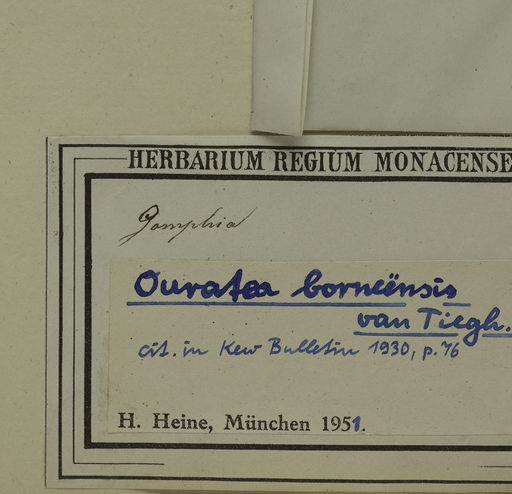 HERBARIUM REGIUM MONACENSE
Gomphia
Ouratea borneënsis
van Tiegh.
cit. in Kew Bulletin 1930, p. 76
H. Heine, München 1951.